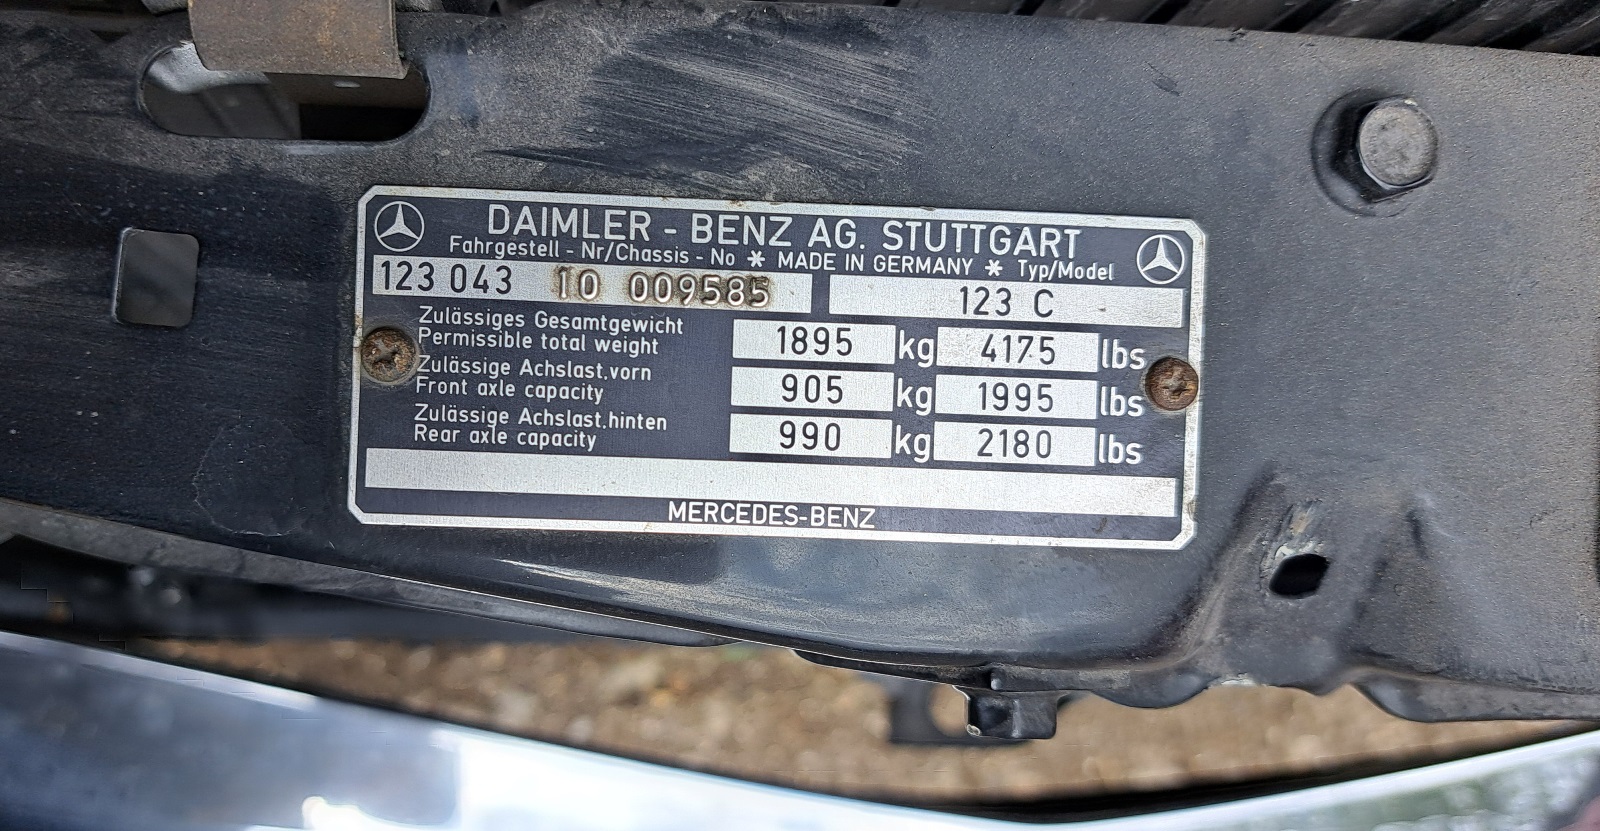 DAIMLER - BENZ AG. STUTTGART
Fahrgestell - Nr/Chassis - No * MADE IN GERMANY * Typ/Model
123 043 10 009585 123 C
Zulässiges Gesamtgewicht
Permissible total weight 1895 kg 4175 lbs
Zulässige Achslast.vorn
Front axle capacity 905 kg 1995 lbs
Zulässige Achslast.hinten
Rear axle capacity 990 kg 2180 lbs
MERCEDES-BENZ